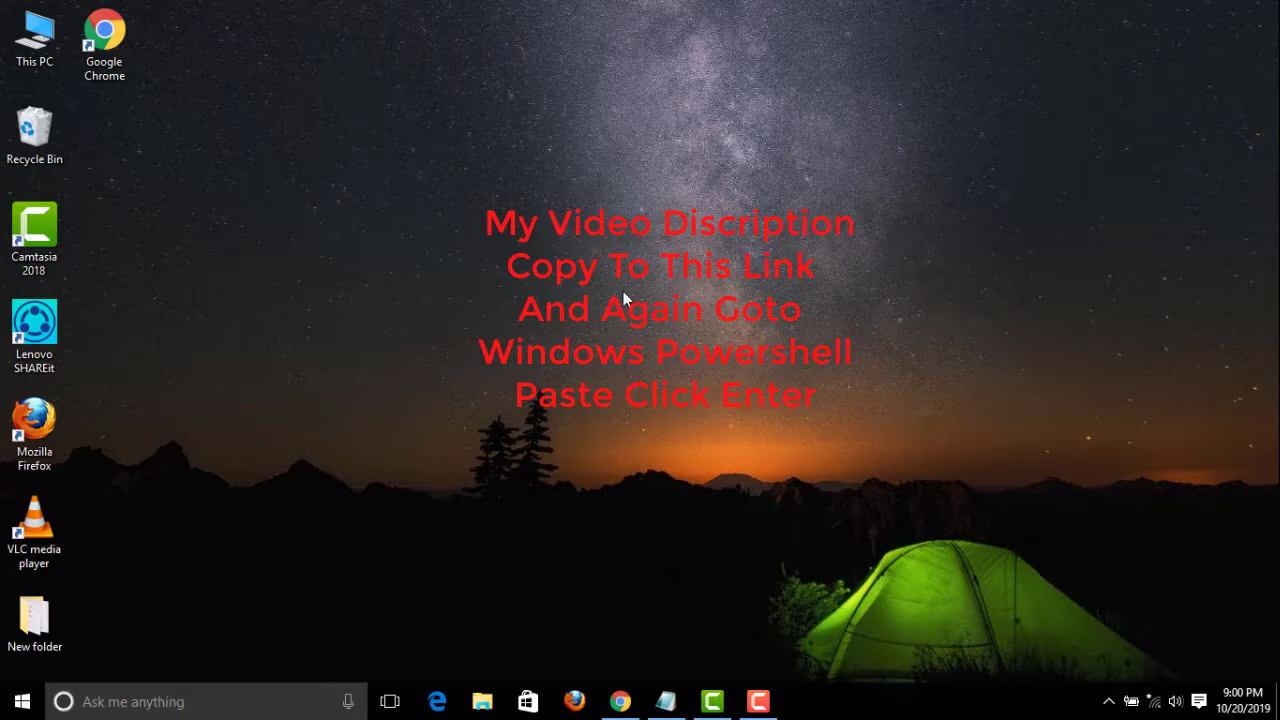 This PC
Google
Chrome
Recycle Bin
Camtasia
2018
Lenovo
SHAREit
Mozilla
Firefox
VLC media
player
New folder
My Video Discription
Copy To This Link
And Again Goto
Windows Powershell
Paste Click Enter
Ask me anything
9:00 PM
10/20/2019